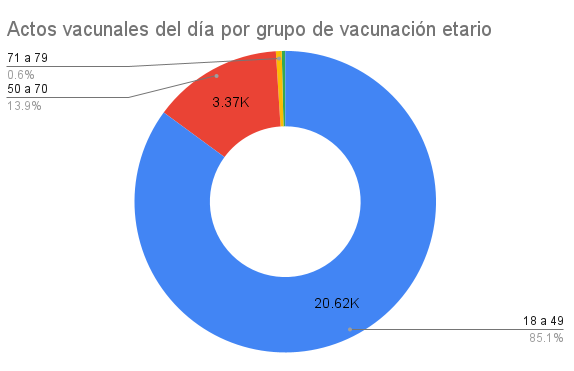 Actos vacunales del día por grupo de vacunación etario
71 a 79
0.6%
50 a 70
13.9%
3.37K
20.62K
18 a 49
85.1%